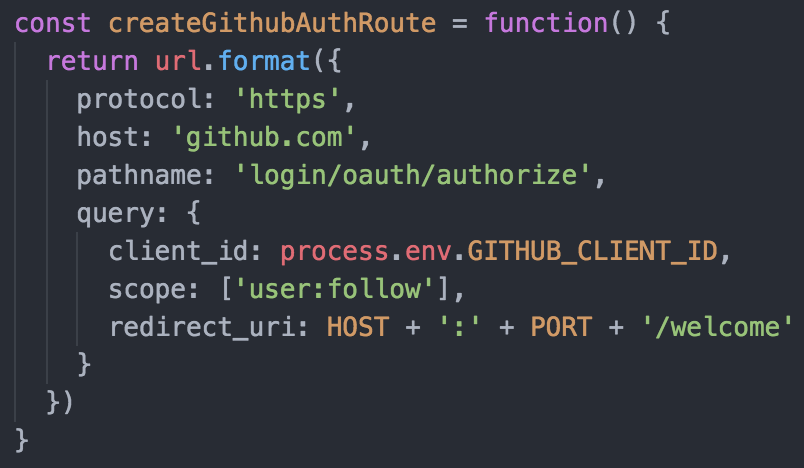 const createGithubAuthRoute = function() {
  return url.format({
    protocol: 'https',
    host: 'github.com',
    pathname: 'login/oauth/authorize',
    query: {
      client_id: process.env.GITHUB_CLIENT_ID,
      scope: ['user:follow'],
      redirect_uri: HOST + ':' + PORT + '/welcome'
    }
  })
}